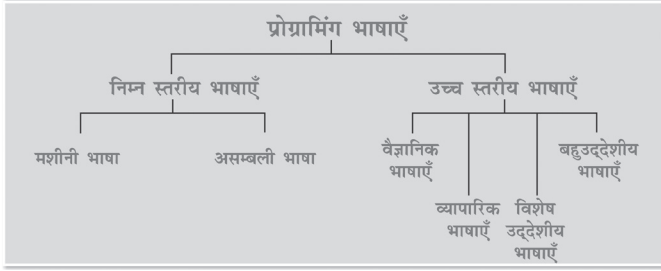 प्रोग्रामिंग भाषाएँ
निम्न स्तरीय भाषाएँ
उच्च स्तरीय भाषाएँ
मशीनी भाषा
असम्बली भाषा
वैज्ञानिक
भाषाएँ
व्यापारिक
भाषाएँ
विशेष
उद्देशीय
भाषाएँ
बहुउद्देशीय
भाषाएँ